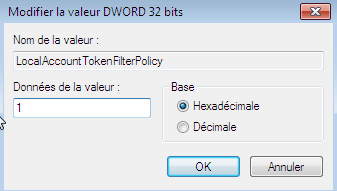 Modifier la valeur DWORD 32 bits
Nom de la valeur :
LocalAccountTokenFilterPolicy
Données de la valeur :
1
Base
Hexadécimale
Décimale
OK
Annuler